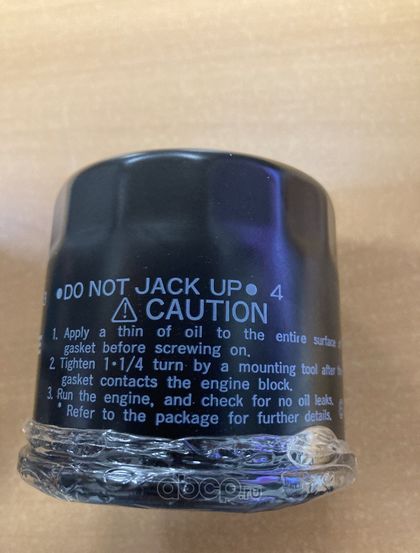 •DO NOT JACK UP• 4
⚠ CAUTION
1. Apply a thin of oil to the entire surface
gasket before screwing on.
2. Tighten 1•1/4 turn by a mounting tool after
gasket contacts the engine block.
3. Run the engine, and check for no oil leaks.
* Refer to the package for further details.
abcp.ru